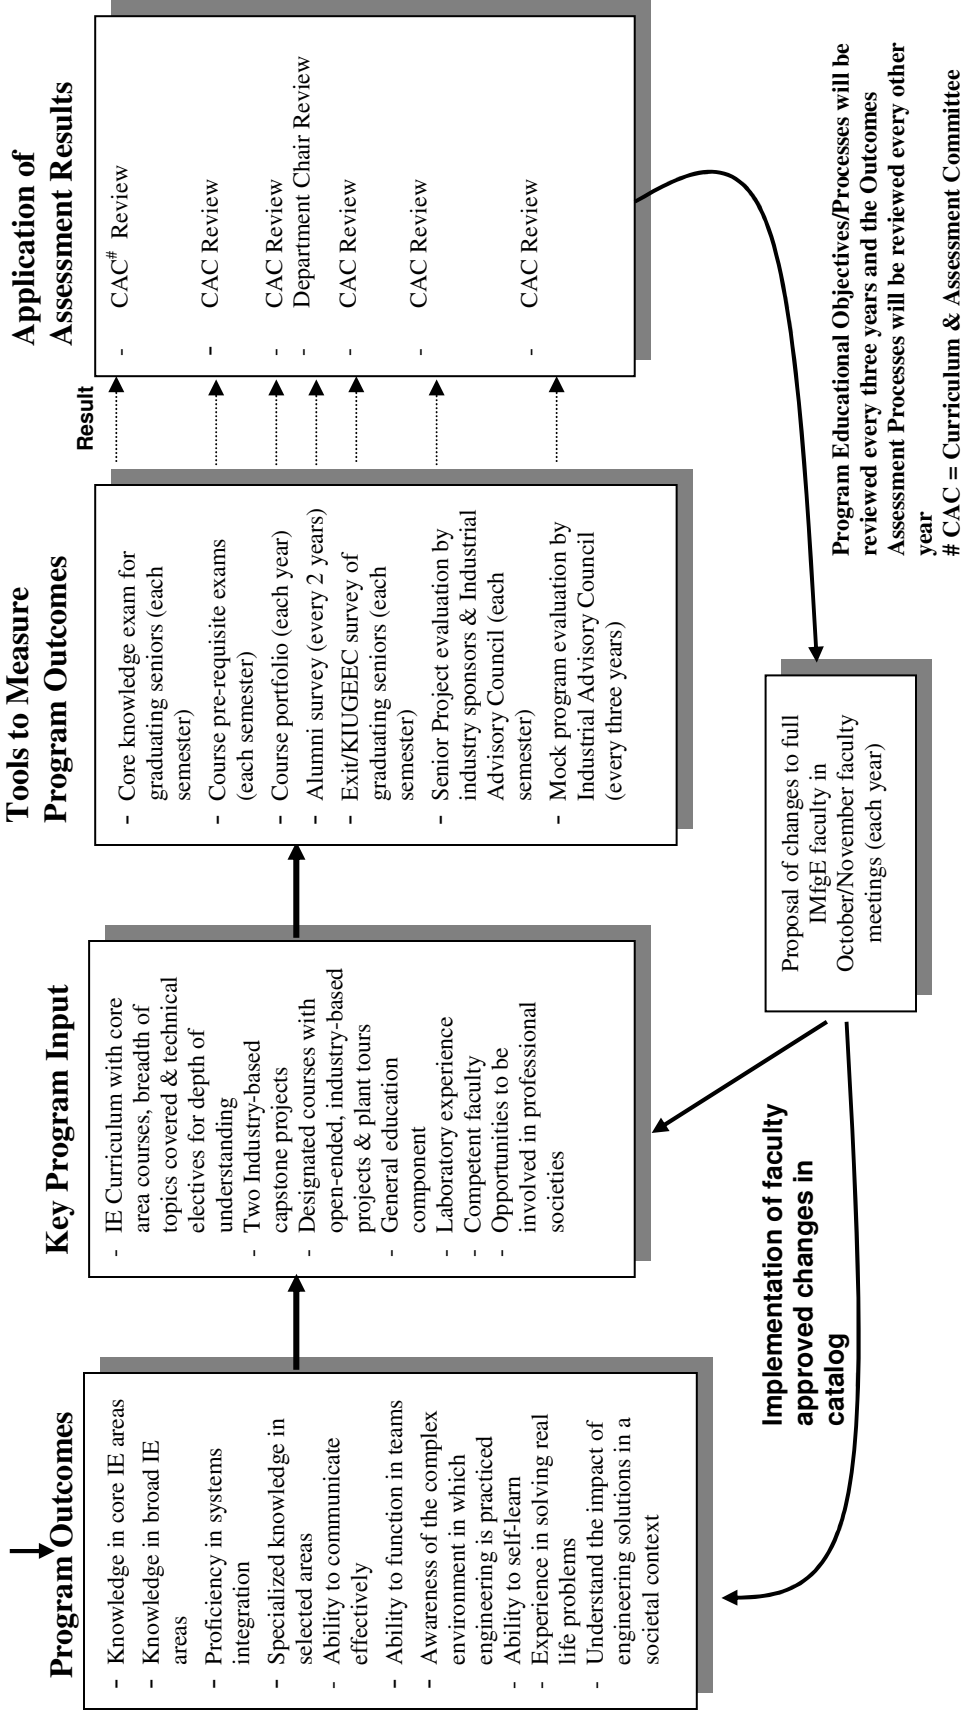 Program Outcomes
- Knowledge in core IE areas
- Knowledge in broad IE
areas
- Proficiency in systems
integration
- Specialized knowledge in
selected areas
- Ability to communicate
effectively
- Ability to function in teams
- Awareness of the complex
environment in which
engineering is practiced
- Ability to self-learn
- Experience in solving real
life problems
- Understand the impact of
engineering solutions in a
societal context
Key Program Input
- IE Curriculum with core
area courses, breadth of
topics covered & technical
electives for depth of
understanding
- Two Industry-based
capstone projects
- Designated courses with
open-ended, industry-based
projects & plant tours
- General education
component
- Laboratory experience
- Competent faculty
- Opportunities to be
involved in professional
societies
Tools to Measure
Program Outcomes
- Core knowledge exam for
graduating seniors (each
semester)
- Course pre-requisite exams
(each semester)
- Course portfolio (each year)
- Alumni survey (every 2 years)
- Exit/KIUGEEC survey of
graduating seniors (each
semester)
- Senior Project evaluation by
industry sponsors & Industrial
Advisory Council (each
semester)
- Mock program evaluation by
Industrial Advisory Council
(every three years)
Result
Application of
Assessment Results
- CAC# Review
- CAC Review
- CAC Review
- Department Chair Review
- CAC Review
- CAC Review
- CAC Review
Implementation of faculty
approved changes in
catalog
Proposal of changes to full
IMfgE faculty in
October/November faculty
meetings (each year)
Program Educational Objectives/Processes will be
reviewed every three years and the Outcomes
Assessment Processes will be reviewed every other
year
# CAC = Curriculum & Assessment Committee